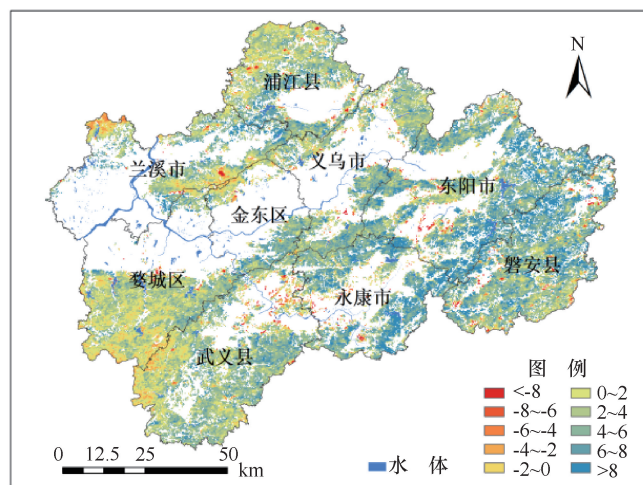 N
浦江县
兰溪市
义乌市
东阳市
金东区
磐安县
婺城区
永康市
武义县
图 例
<-8
-8~-6
-6~-4
-4~-2
-2~0
0~2
2~4
4~6
6~8
>8
水 体
0 12.5 25 50
km